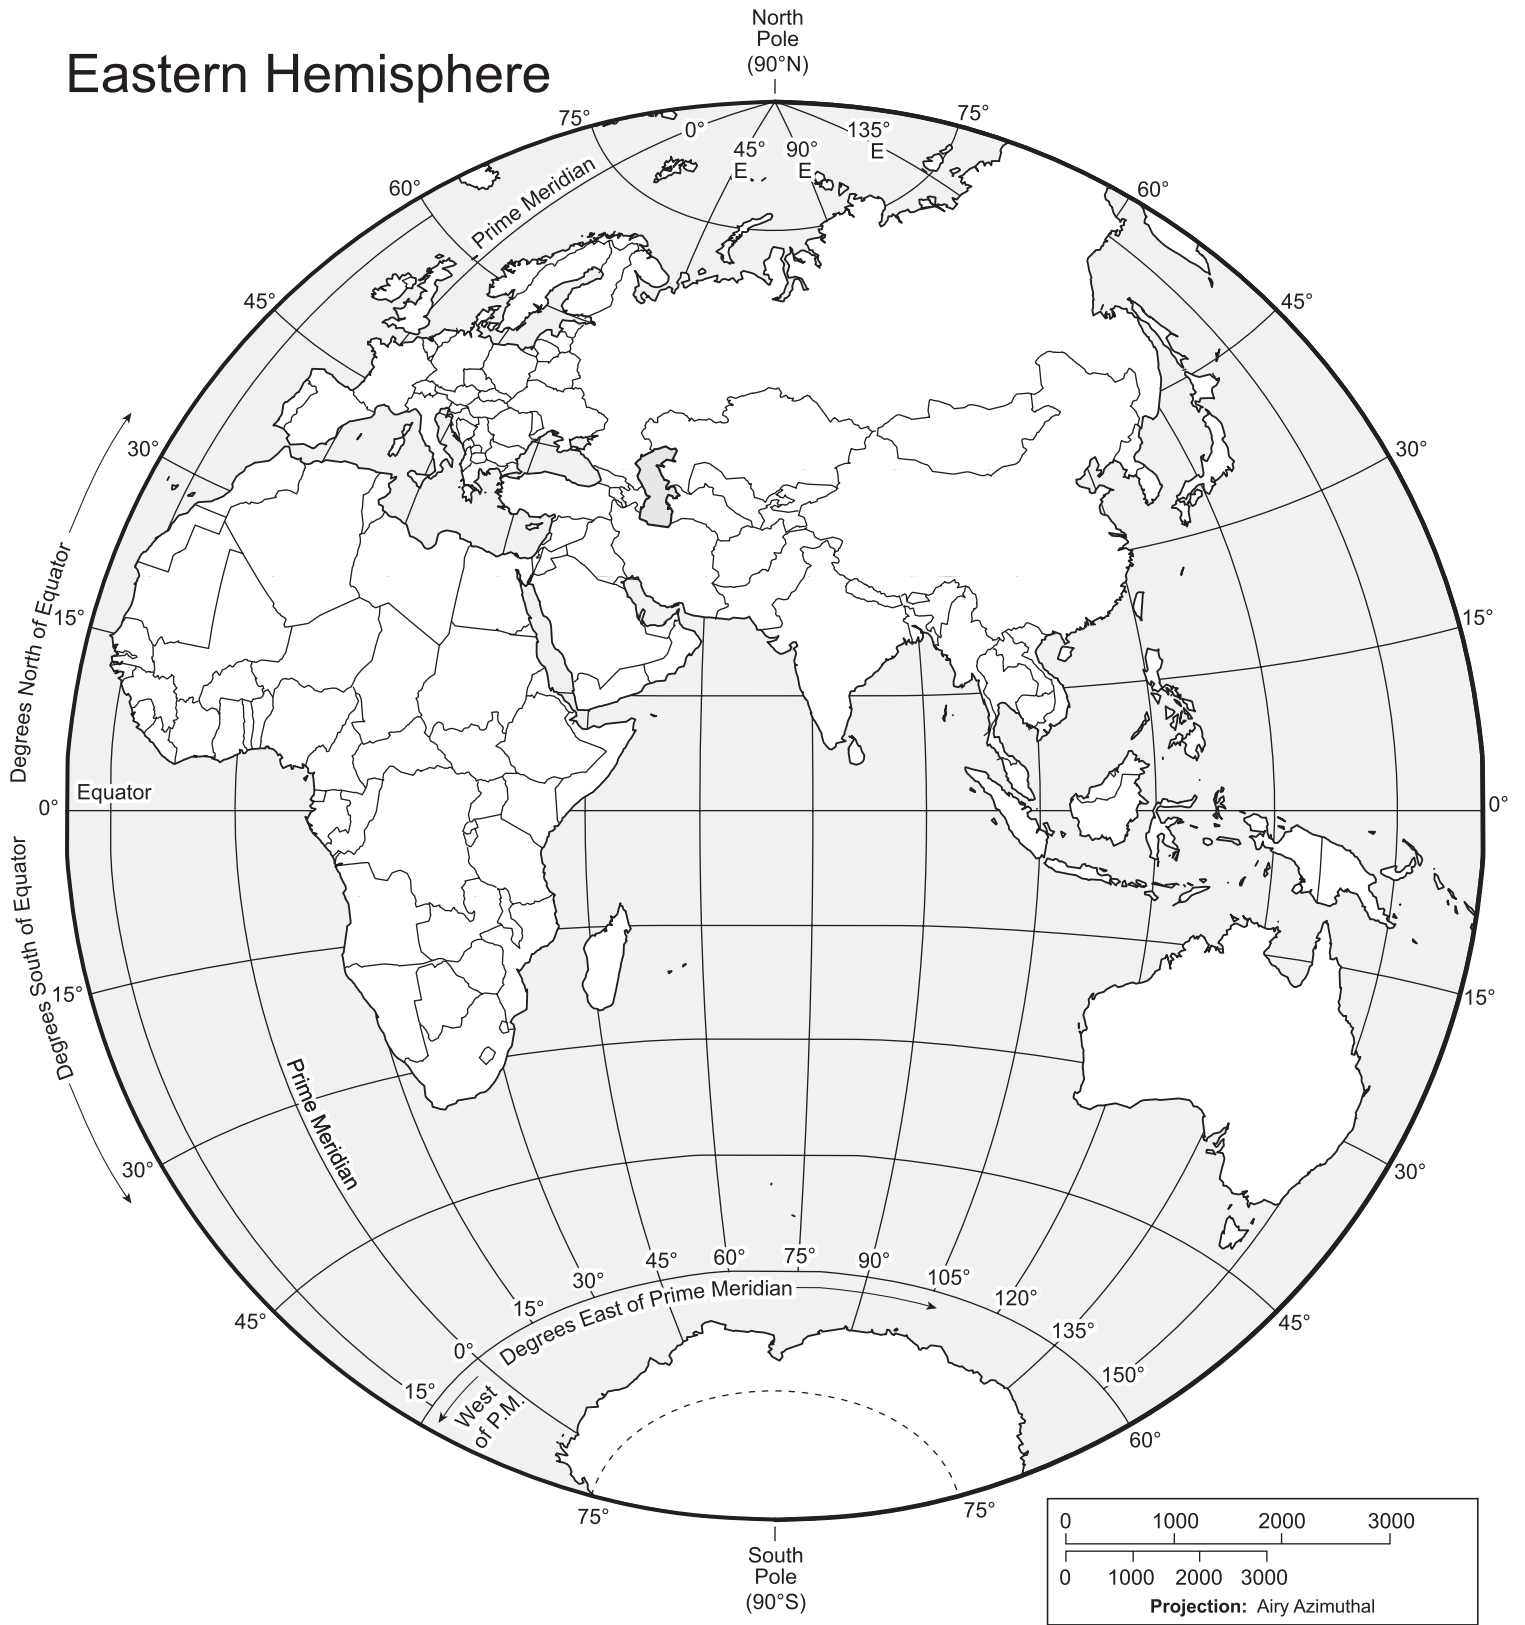 North
Pole
(90°N)
Eastern Hemisphere
75°
0°
45°
E
90°
E
135°
E
75°
60°
Prime Meridian
60°
45°
45°
30°
30°
Degrees North of Equator
15°
15°
Equator
0°
0°
Degrees South of Equator
15°
15°
Prime Meridian
30°
30°
45°
60°
75°
90°
30°
105°
15°
120°
Degrees East of Prime Meridian
45°
45°
135°
0°
150°
15°
West
of P.M.
60°
75°
75°
South
Pole
(90°S)
0 1000 2000 3000
0 1000 2000 3000
Projection: Airy Azimuthal